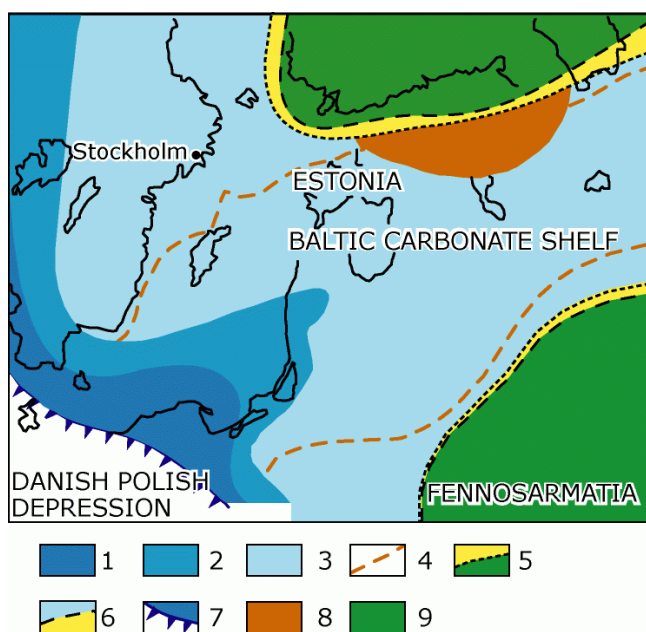 Stockholm
ESTONIA
BALTIC CARBONATE SHELF
DANISH POLISH
DEPRESSION
FENNOSARMATIA
1 2 3 4 5
6 7 8 9